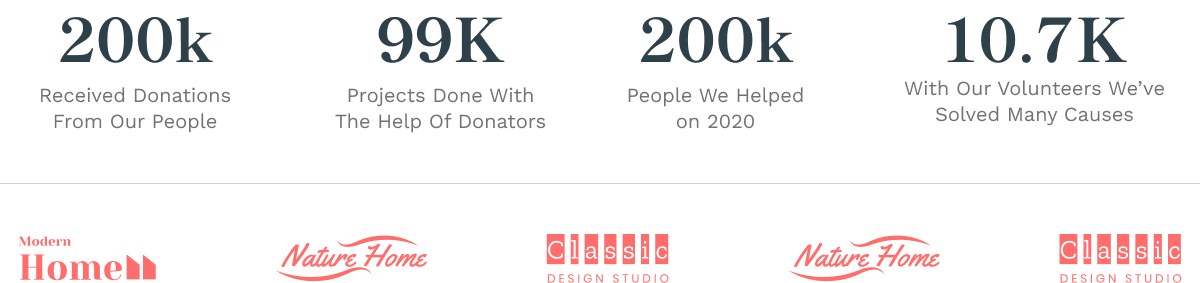 200k
Received Donations
From Our People
99K
Projects Done With
The Help Of Donators
200k
People We Helped
on 2020
10.7K
With Our Volunteers We’ve
Solved Many Causes
Modern
Home
Nature Home
Classic
DESIGN STUDIO
Nature Home
Classic
DESIGN STUDIO